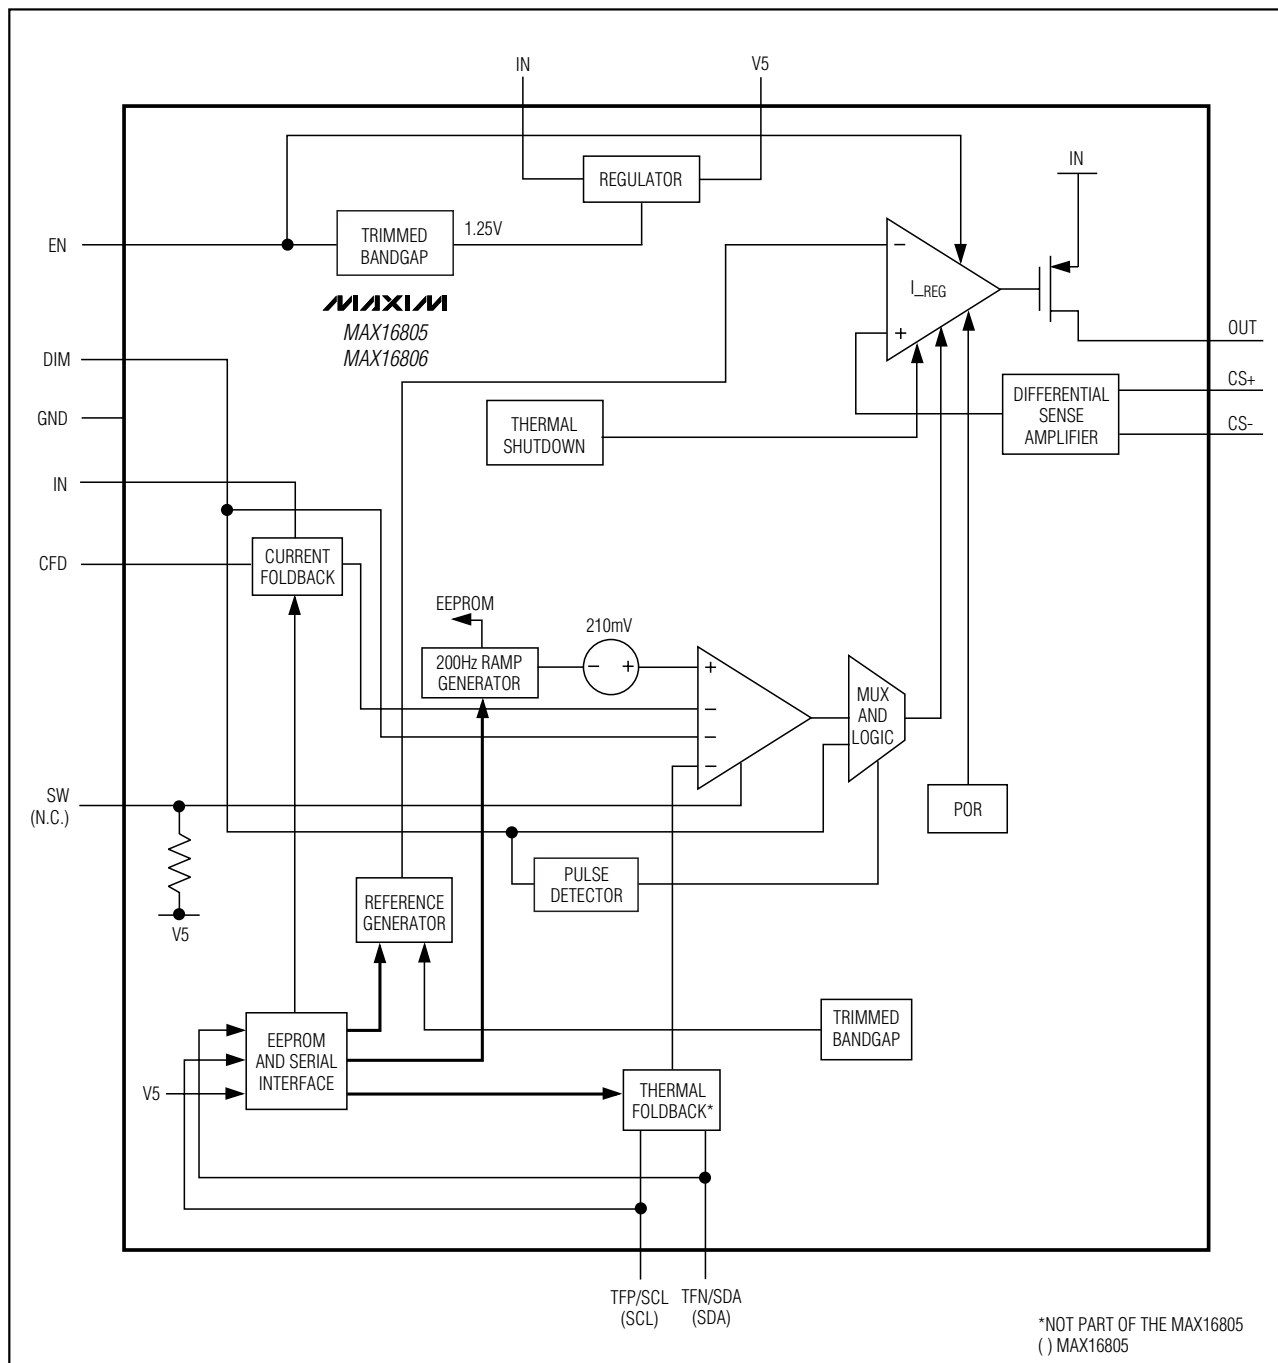 IN
V5
REGULATOR
IN
EN
TRIMMED
BANDGAP
1.25V
−
I_REG
+
MAXIM
MAX16805
MAX16806
DIM
GND
OUT
CS+
CS-
DIFFERENTIAL
SENSE
AMPLIFIER
THERMAL
SHUTDOWN
IN
CFD
CURRENT
FOLDBACK
EEPROM
200Hz RAMP
GENERATOR
210mV
− +
+
−
−
−
MUX
AND
LOGIC
SW
(N.C.)
POR
V5
PULSE
DETECTOR
REFERENCE
GENERATOR
TRIMMED
BANDGAP
EEPROM
AND SERIAL
INTERFACE
V5
THERMAL
FOLDBACK*
TFP/SCL
(SCL)
TFN/SDA
(SDA)
*NOT PART OF THE MAX16805
( ) MAX16805